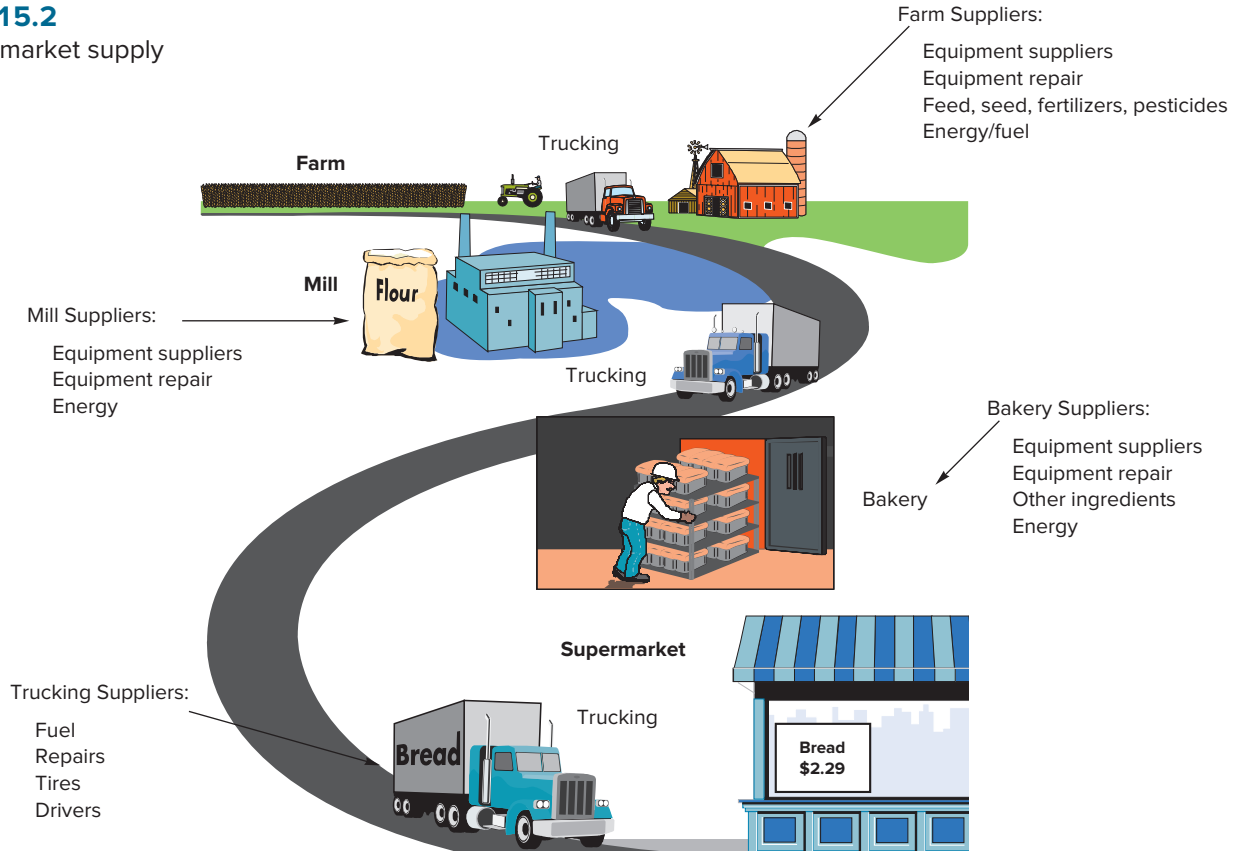 15.2
market supply
Farm Suppliers:
Equipment suppliers
Equipment repair
Feed, seed, fertilizers, pesticides
Energy/fuel
Trucking
Farm
Mill
Flour
Mill Suppliers:
Equipment suppliers
Equipment repair
Energy
Trucking
Bakery Suppliers:
Equipment suppliers
Equipment repair
Other ingredients
Energy
Bakery
Supermarket
Trucking Suppliers:
Fuel
Repairs
Tires
Drivers
Bread
Trucking
Bread
$2.29